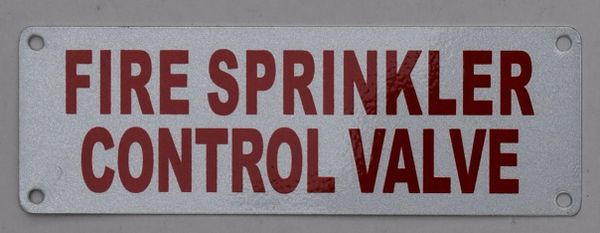 FIRE SPRINKLER
CONTROL VALVE